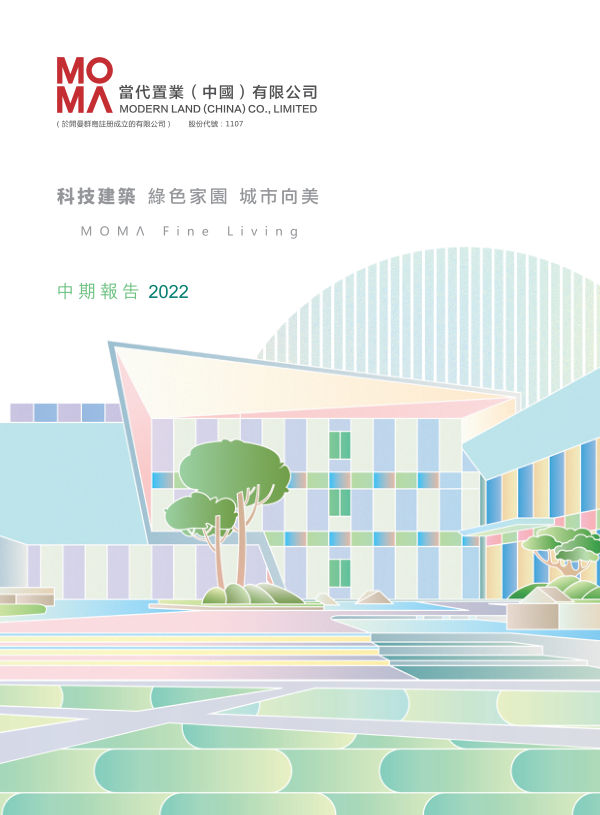 MO
MA
當代置業(中國)有限公司
MODERN LAND (CHINA) CO., LIMITED
(於開曼群島註册成立的有限公司) 股份代號:1107
科技建築 綠色家園 城市向美
MOMΛ Fine Living
中期報告 2022